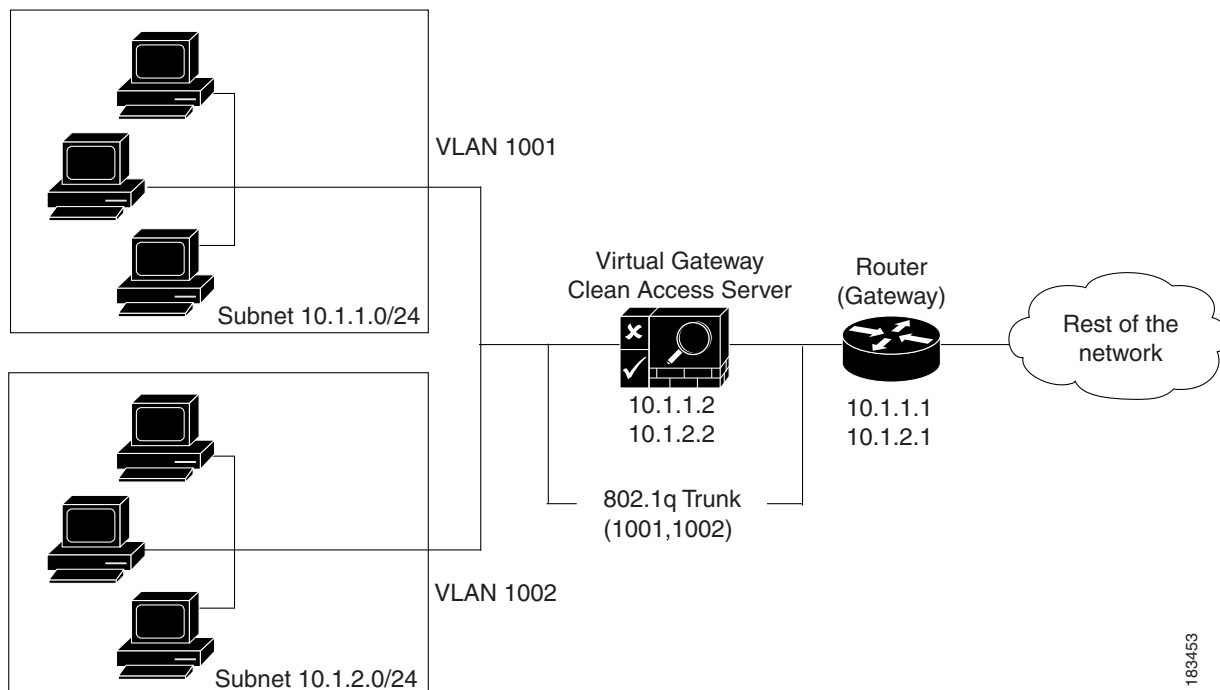 VLAN 1001
Subnet 10.1.1.0/24
Virtual Gateway
Clean Access Server
10.1.1.2
10.1.2.2
Router
(Gateway)
10.1.1.1
10.1.2.1
Rest of the
network
802.1q Trunk
(1001,1002)
VLAN 1002
Subnet 10.1.2.0/24
183453